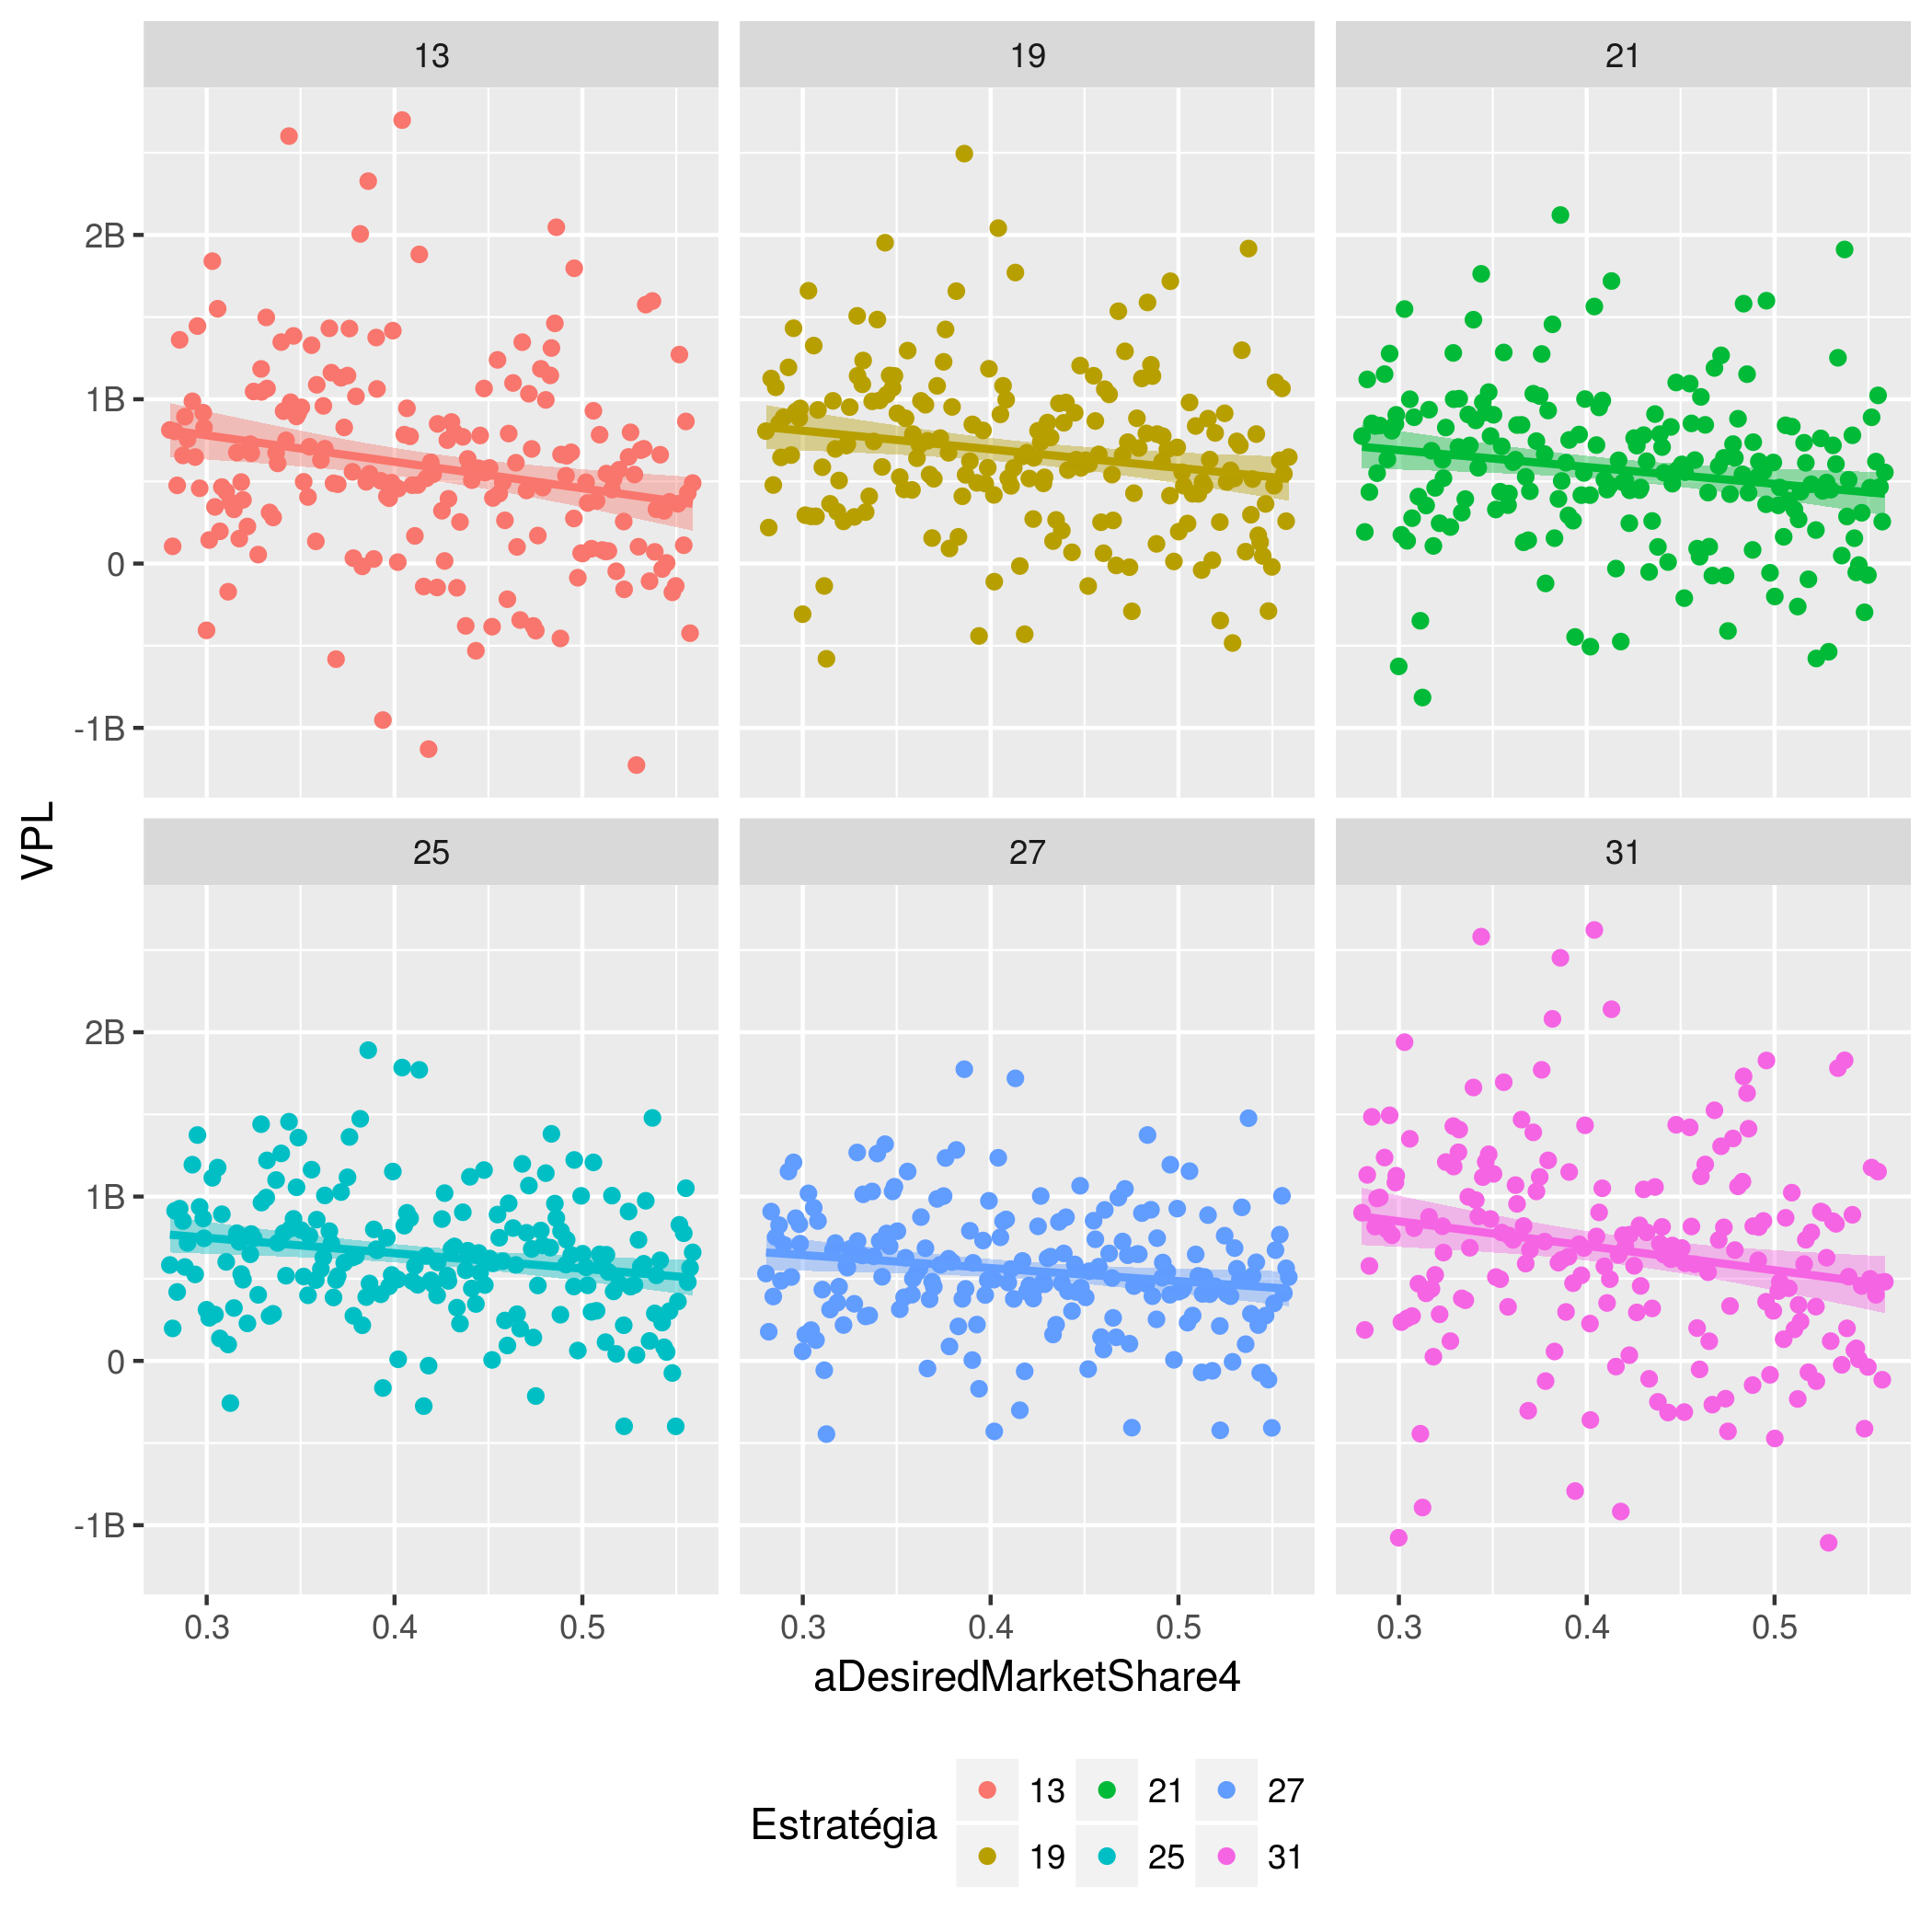 13 19 21
2B
1B
0
-1B
VPL
25 27 31
2B
1B
0
-1B
0.3 0.4 0.5 0.3 0.4 0.5 0.3 0.4 0.5
aDesiredMarketShare4
Estratégia
13 21 27
19 25 31